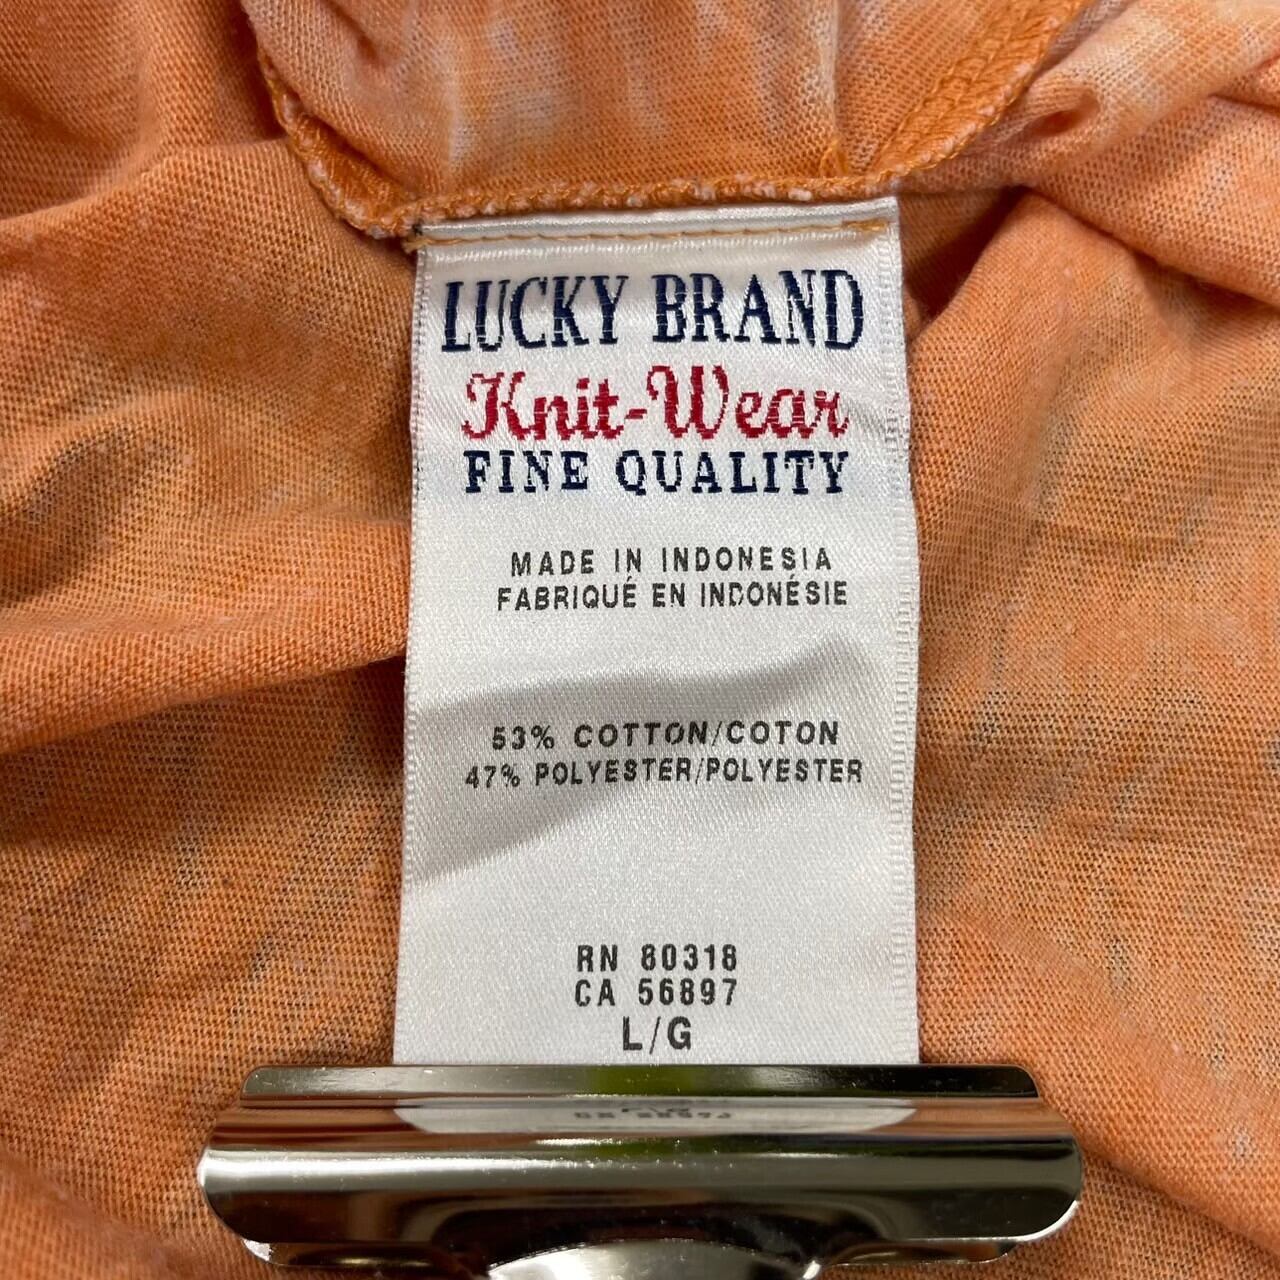 LUCKY BRAND
Knit-Wear
FINE QUALITY
MADE IN INDONESIA
FABRIQUÉ EN INDONÉSIE
53% COTTON/COTON
47% POLYESTER/POLYESTER
RN 80318
CA 56897
L/G